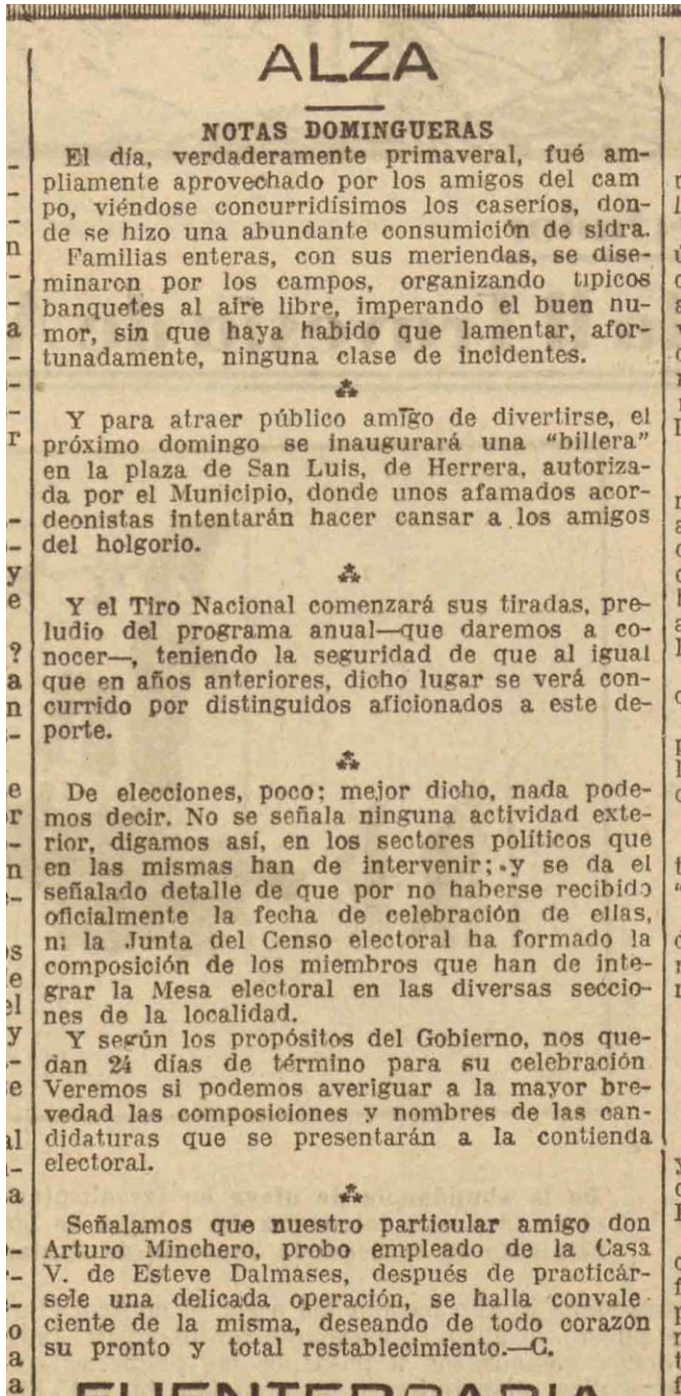 ALZA
NOTAS DOMINGUERAS
El día, verdaderamente primaveral, fué am-
pliamente aprovechado por los amigos del cam
po, viéndose concurridísimos los caseríos, don-
de se hizo una abundante consumición de sidra.
Familias enteras, con sus meriendas, se dise-
minaron por los campos, organizando tipicos
banquetes al aire libre, imperando el buen nu-
mor, sin que haya habido que lamentar, afor-
tunadamente, ninguna clase de incidentes.
⁂
Y para atraer público amigo de divertirse, el
próximo domingo se inaugurará una "billera"
en la plaza de San Luis, de Herrera, autoriza-
da por el Municipio, donde unos afamados acor-
deonistas intentarán hacer cansar a los amigos
del holgorio.
⁂
Y el Tiro Nacional comenzará sus tiradas, pre-
ludio del programa anual—que daremos a co-
nocer—, teniendo la seguridad de que al igual
que en años anteriores, dicho lugar se verá con-
currido por distinguidos aficionados a este de-
porte.
⁂
De elecciones, poco; mejor dicho, nada pode-
mos decir. No se señala ninguna actividad exte-
rior, digamos así, en los sectores políticos que
en las mismas han de intervenir; y se da el
señalado detalle de que por no haberse recibido
oficialmente la fecha de celebración de ellas,
ni la Junta del Censo electoral ha formado la
composición de los miembros que han de inte-
grar la Mesa electoral en las diversas seccio-
nes de la localidad.
Y según los propósitos del Gobierno, nos que-
dan 24 días de término para su celebración
Veremos si podemos averiguar a la mayor bre-
vedad las composiciones y nombres de las can-
didaturas que se presentarán a la contienda
electoral.
⁂
Señalamos que nuestro particular amigo don
Arturo Minchero, probo empleado de la Casa
V. de Esteve Dalmases, después de practicár-
sele una delicada operación, se halla convale-
ciente de la misma, deseando de todo corazón
su pronto y total restablecimiento.—C.
FUENTERRABIA